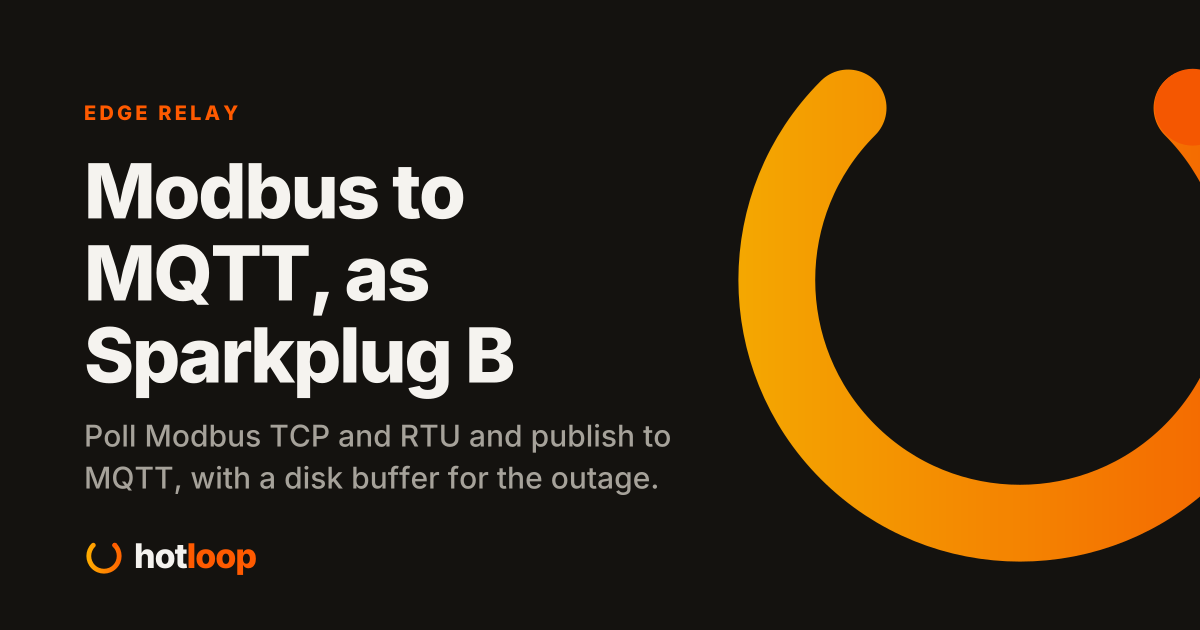 EDGE RELAY
Modbus to
MQTT, as
Sparkplug B
Poll Modbus TCP and RTU and publish to
MQTT, with a disk buffer for the outage.
hotloop